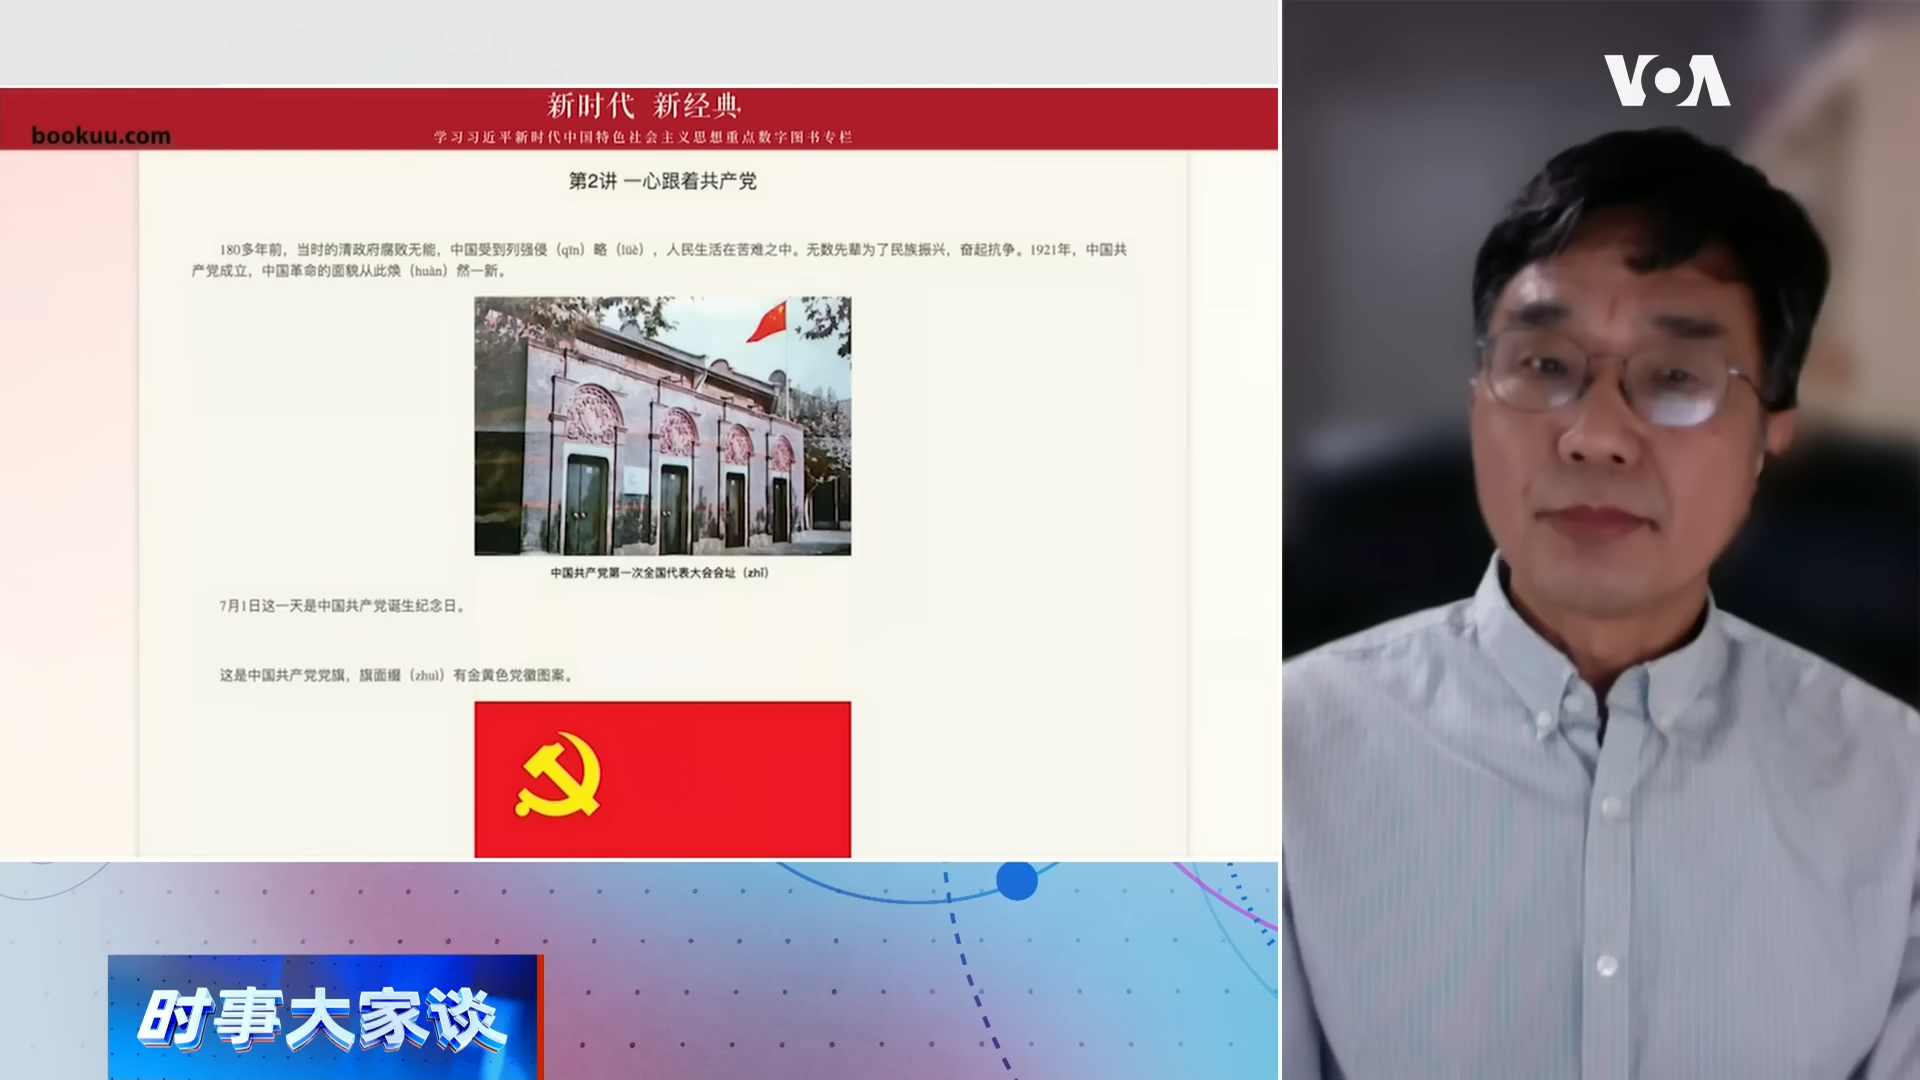 新时代 新经典
bookuu.com
学习习近平新时代中国特色社会主义思想重点数字图书专栏
第2讲 一心跟着共产党
180多年前，当时的清政府腐败无能，中国受到列强侵（qīn）略（lüè），人民生活在苦难之中。无数先辈为了民族振兴，奋起抗争。1921年，中国共
产党成立，中国革命的面貌从此焕（huàn）然一新。
中国共产党第一次全国代表大会会址（zhǐ）
7月1日这一天是中国共产党诞生纪念日。
这是中国共产党党旗，旗面缀（zhuì）有金黄色党徽图案。
时事大家谈
VOA